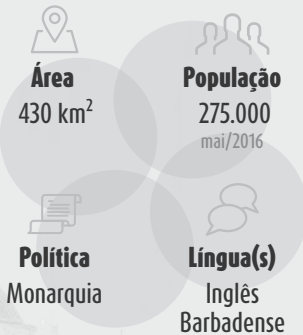 Área
430 km²
População
275.000
mai/2016
Política
Monarquia
Língua(s)
Inglês
Barbadense